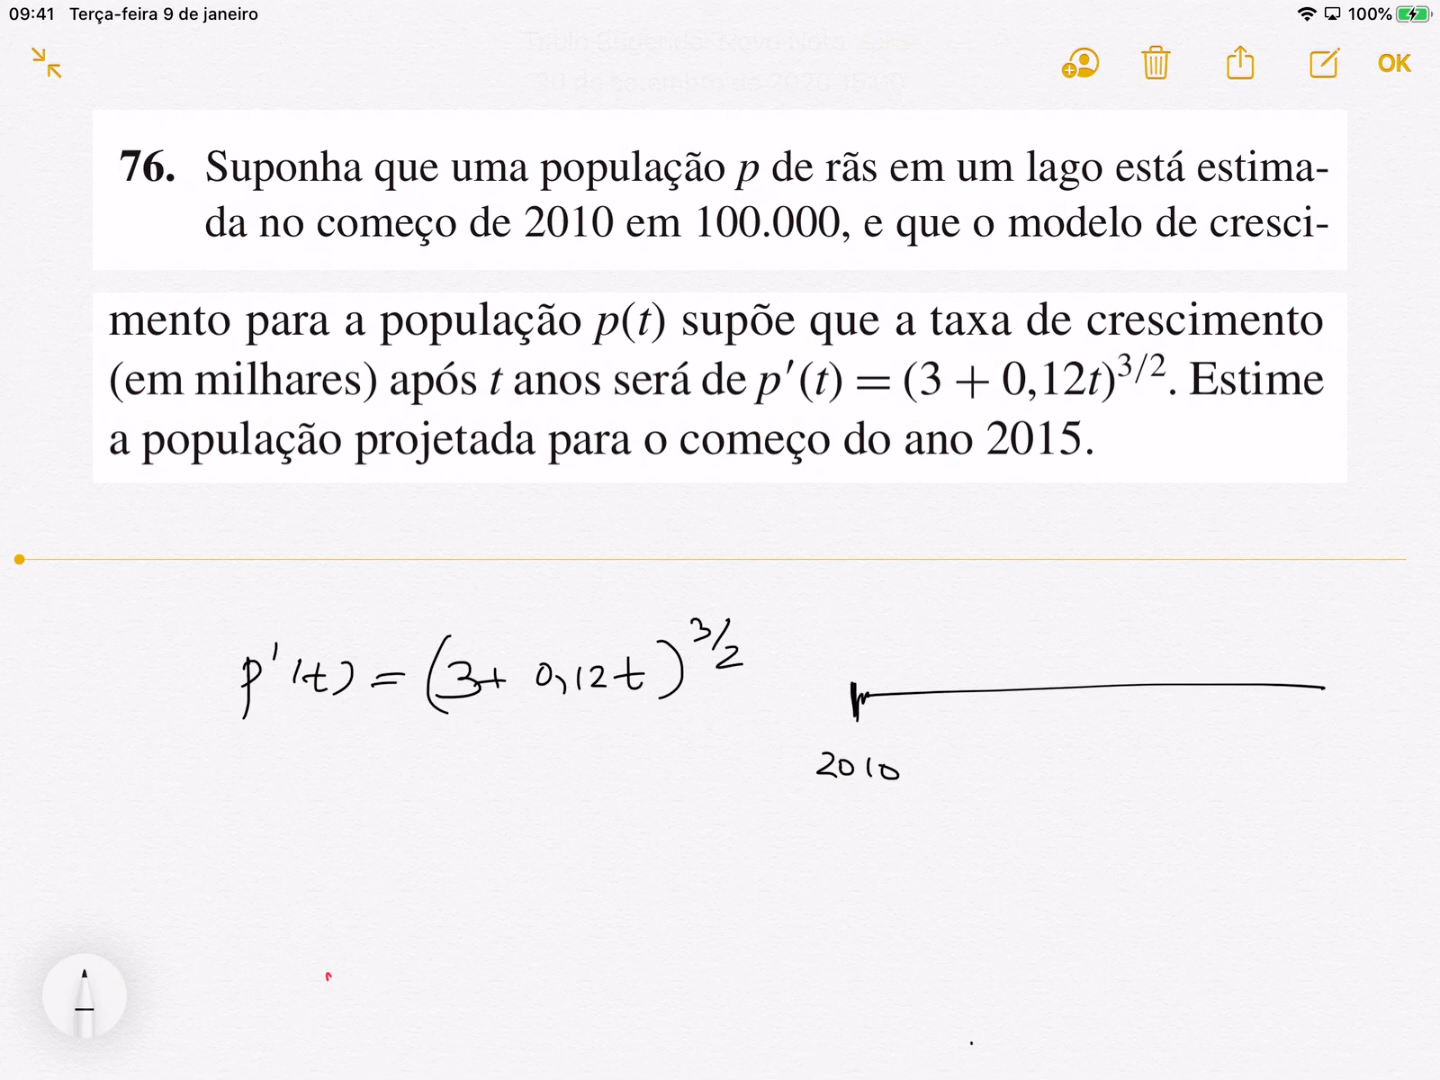 09:41 Terça-feira 9 de janeiro
100%
OK
76. Suponha que uma população p de rãs em um lago está estima-
da no começo de 2010 em 100.000, e que o modelo de cresci-
mento para a população p(t) supõe que a taxa de crescimento
(em milhares) após t anos será de p′(t) = (3 + 0,12t)^3/2. Estime
a população projetada para o começo do ano 2015.
p'(t) = (3+ 0,12t)^3/2
2010